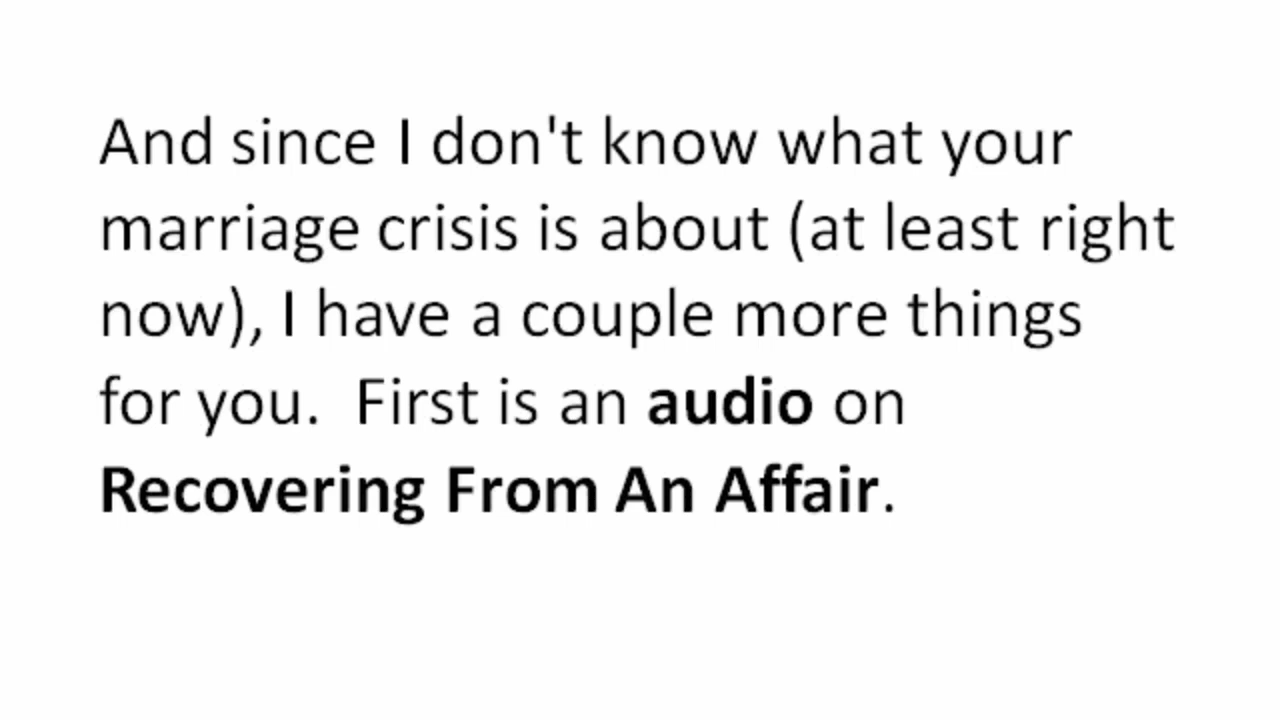 And since I don't know what your
marriage crisis is about (at least right
now), I have a couple more things
for you.  First is an audio on
Recovering From An Affair.